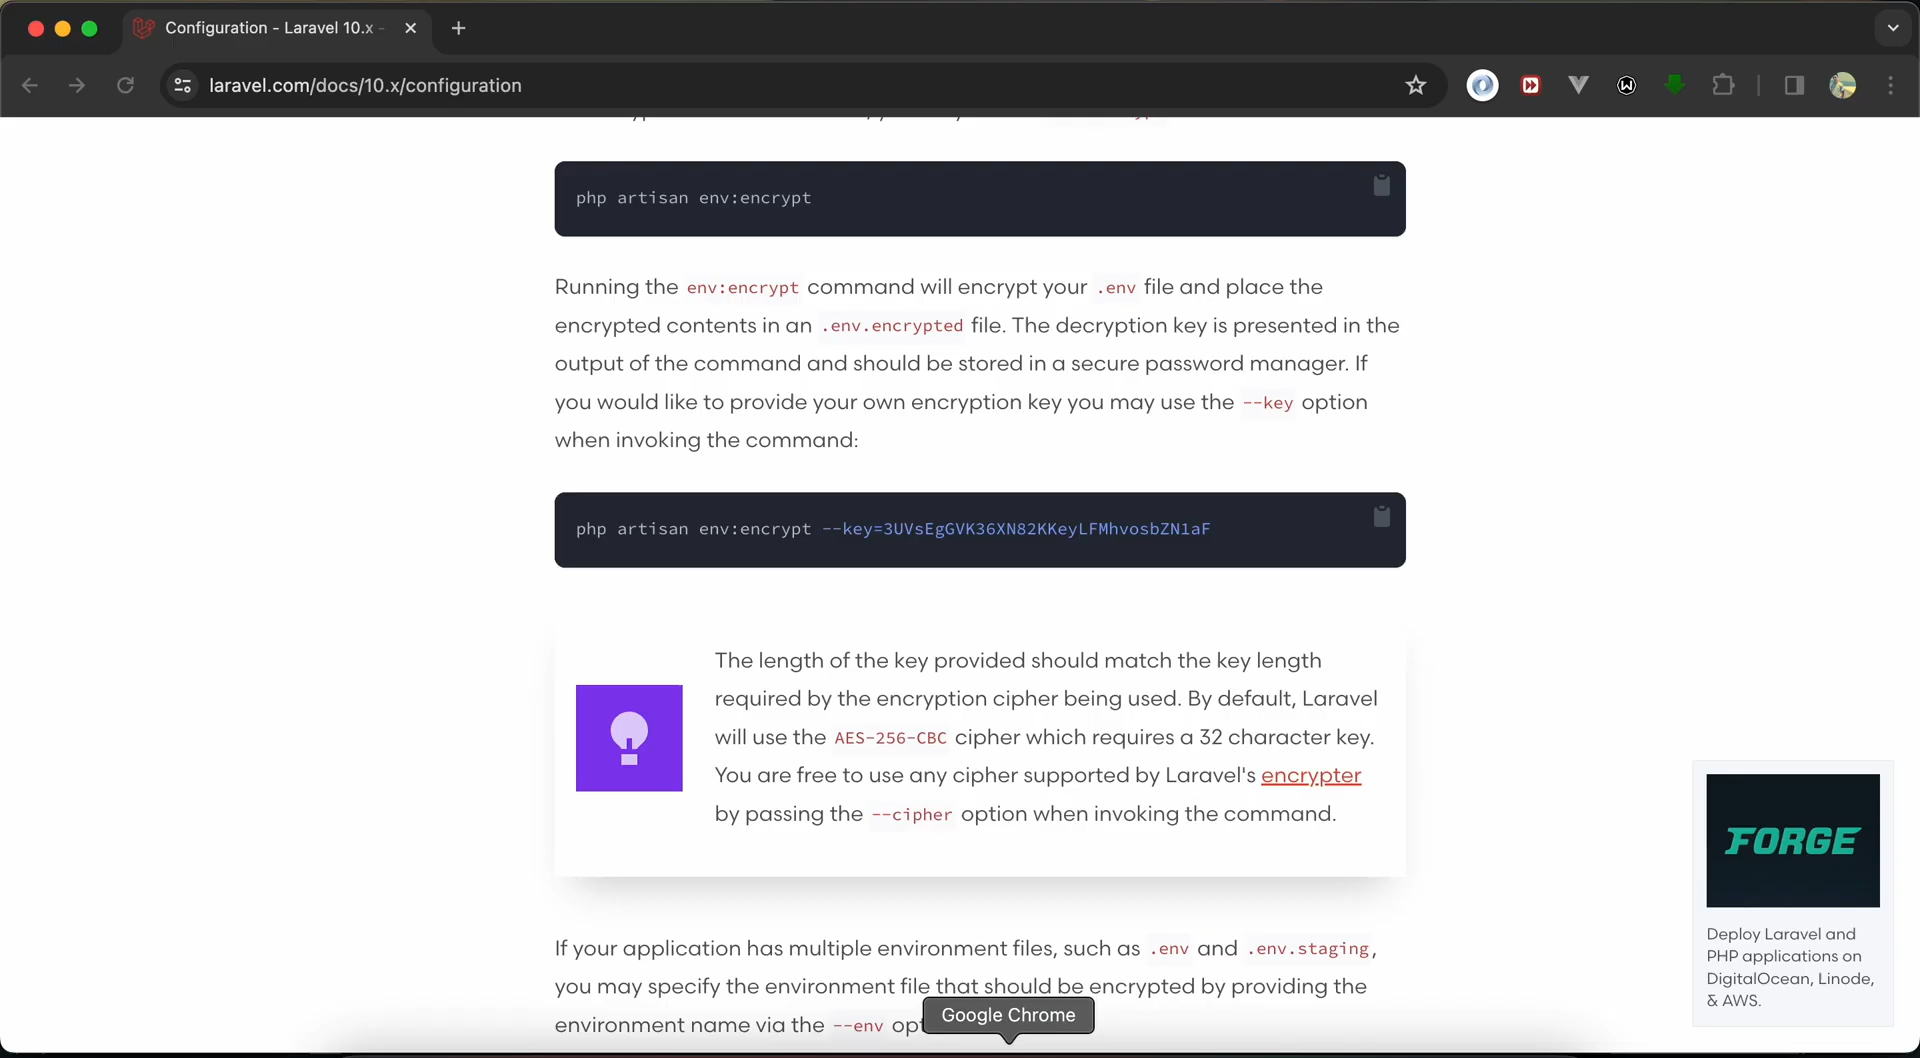 Configuration - Laravel 10.x -
laravel.com/docs/10.x/configuration
php artisan env:encrypt
Running the env:encrypt command will encrypt your .env file and place the
encrypted contents in an .env.encrypted file. The decryption key is presented in the
output of the command and should be stored in a secure password manager. If
you would like to provide your own encryption key you may use the --key option
when invoking the command:
php artisan env:encrypt --key=3UVsEgGVK36XN82KKeyLFMhvosbZN1aF
The length of the key provided should match the key length
required by the encryption cipher being used. By default, Laravel
will use the AES-256-CBC cipher which requires a 32 character key.
You are free to use any cipher supported by Laravel's encrypter
by passing the --cipher option when invoking the command.
If your application has multiple environment files, such as .env and .env.staging,
you may specify the environment file that should be encrypted by providing the
environment name via the --env
Google Chrome
FORGE
Deploy Laravel and
PHP applications on
DigitalOcean, Linode,
& AWS.